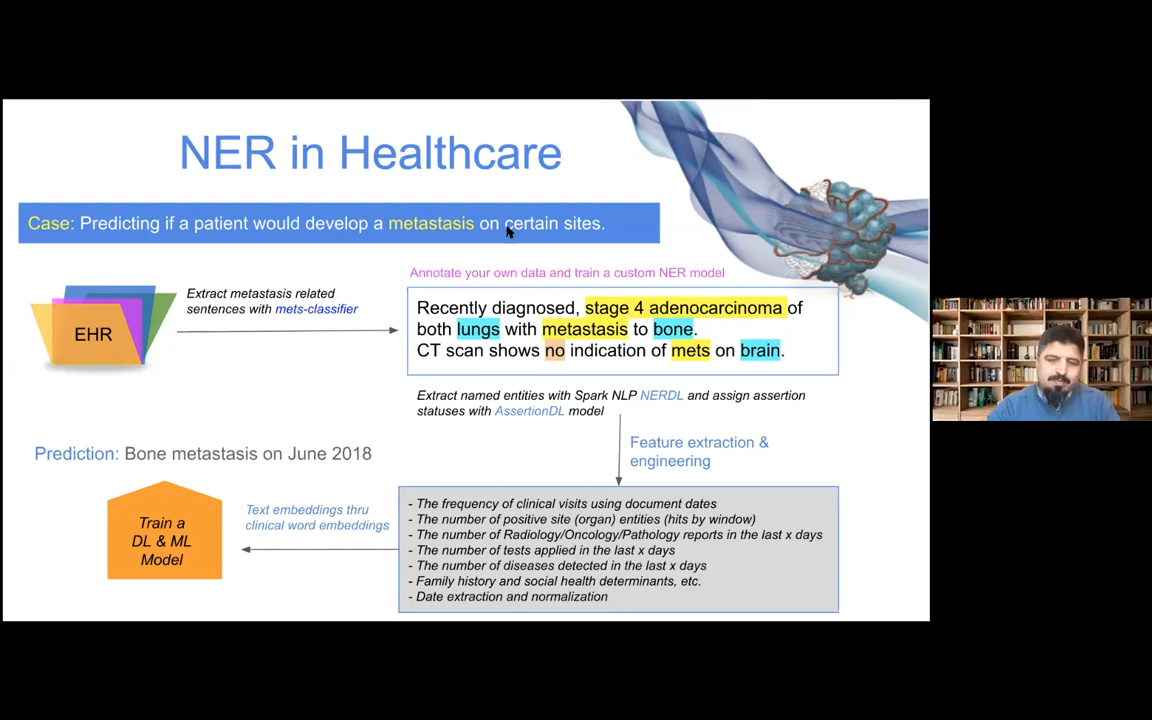 NER in Healthcare
Case: Predicting if a patient would develop a metastasis on certain sites.
Annotate your own data and train a custom NER model
EHR
Extract metastasis related
sentences with mets-classifier
Recently diagnosed, stage 4 adenocarcinoma of
both lungs with metastasis to bone.
CT scan shows no indication of mets on brain.
Extract named entities with Spark NLP NERDL and assign assertion
statuses with AssertionDL model
Feature extraction &
engineering
Prediction: Bone metastasis on June 2018
Train a
DL & ML
Model
Text embeddings thru
clinical word embeddings
- The frequency of clinical visits using document dates
- The number of positive site (organ) entities (hits by window)
- The number of Radiology/Oncology/Pathology reports in the last x days
- The number of tests applied in the last x days
- The number of diseases detected in the last x days
- Family history and social health determinants, etc.
- Date extraction and normalization